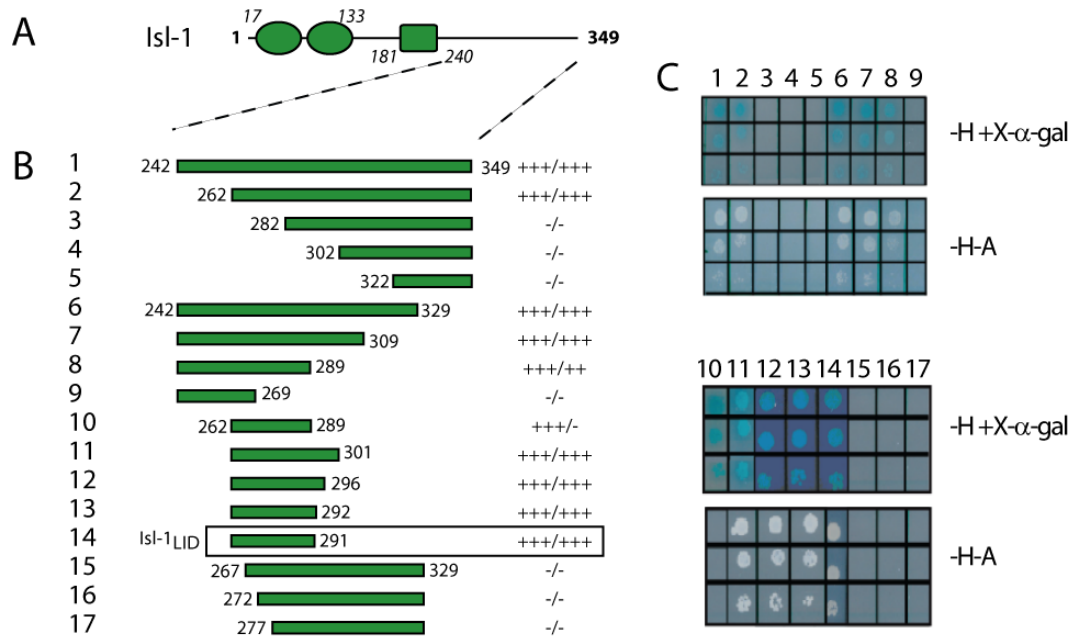 A
Isl-1
17
133
1
349
181
240
B
1 242 349 +++/+++
2 262 +++/+++
3 282 -/-
4 302 -/-
5 322 -/-
6 242 329 +++/+++
7 309 +++/+++
8 289 +++/++
9 269 -/-
10 262 289 +++/-
11 301 +++/+++
12 296 +++/+++
13 292 +++/+++
14 Isl-1LID 291 +++/+++
15 267 329 -/-
16 272 -/-
17 277 -/-
C
1 2 3 4 5 6 7 8 9
-H +X-α-gal
-H-A
10 11 12 13 14 15 16 17
-H +X-α-gal
-H-A